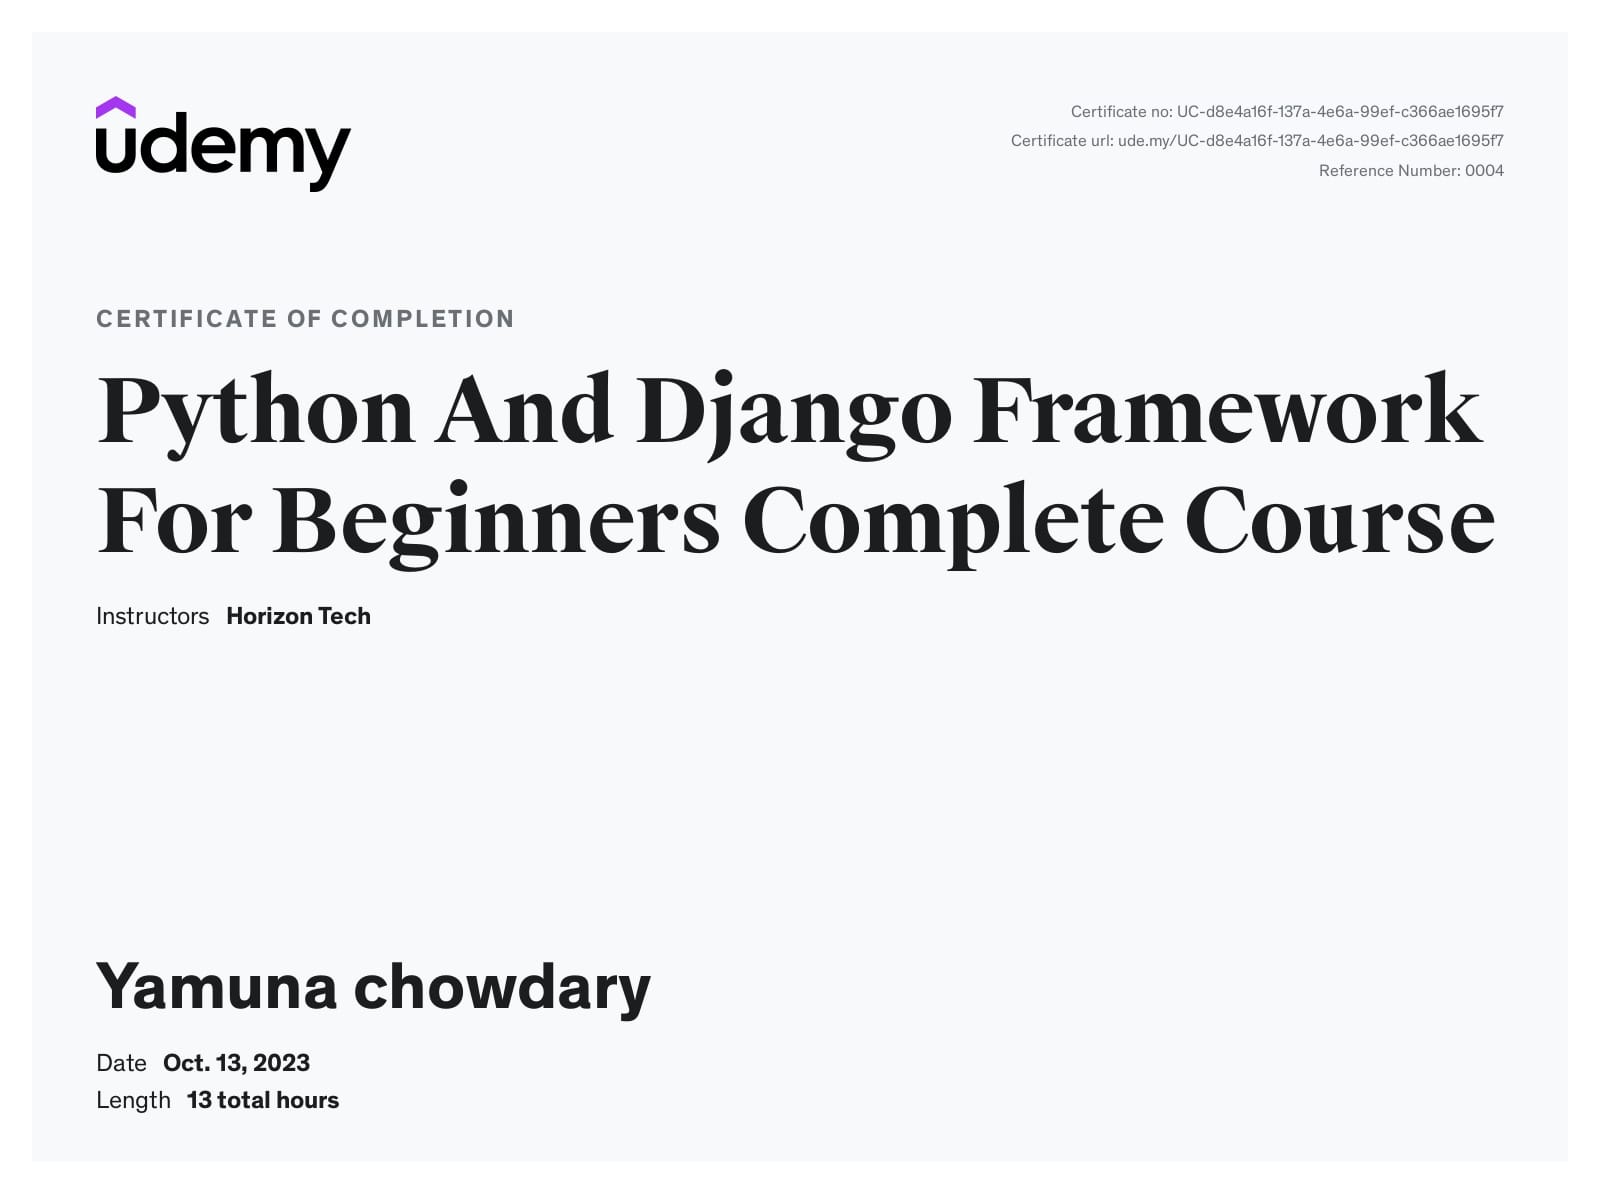 udemy
Certificate no: UC-d8e4a16f-137a-4e6a-99ef-c366ae1695f7
Certificate url: ude.my/UC-d8e4a16f-137a-4e6a-99ef-c366ae1695f7
Reference Number: 0004
CERTIFICATE OF COMPLETION
Python And Django Framework
For Beginners Complete Course
Instructors Horizon Tech
Yamuna chowdary
Date Oct. 13, 2023
Length 13 total hours